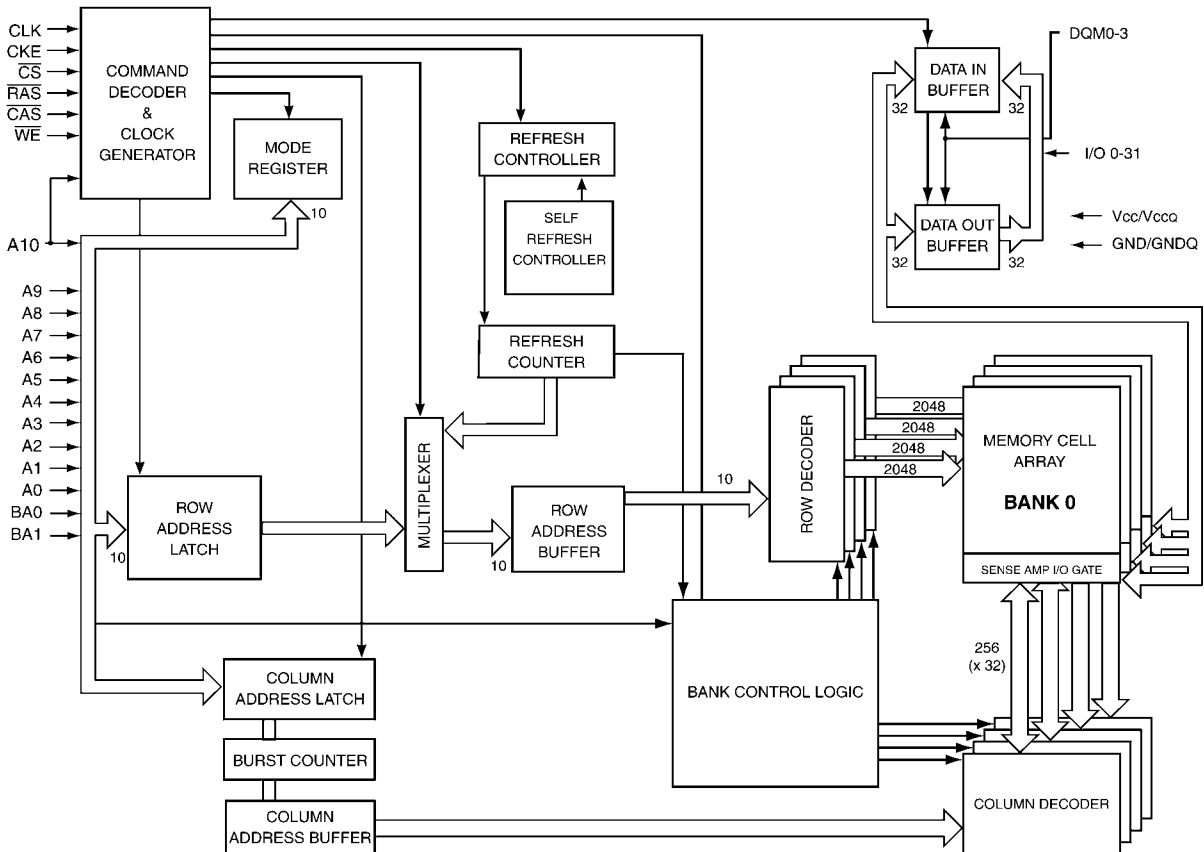 CLK
CKE
CS
RAS
CAS
WE
A10
A9
A8
A7
A6
A5
A4
A3
A2
A1
A0
BA0
BA1
COMMAND
DECODER
&
CLOCK
GENERATOR
MODE
REGISTER
10
REFRESH
CONTROLLER
SELF
REFRESH
CONTROLLER
REFRESH
COUNTER
DATA IN
BUFFER
32
32
DQM0-3
I/O 0-31
DATA OUT
BUFFER
32
32
Vcc/VccQ
GND/GNDQ
ROW
ADDRESS
LATCH
10
MULTIPLEXER
ROW
ADDRESS
BUFFER
10
10
ROW DECODER
2048
2048
2048
2048
MEMORY CELL
ARRAY
BANK 0
SENSE AMP I/O GATE
256
(x 32)
BANK CONTROL LOGIC
COLUMN
ADDRESS LATCH
BURST COUNTER
COLUMN
ADDRESS BUFFER
COLUMN DECODER